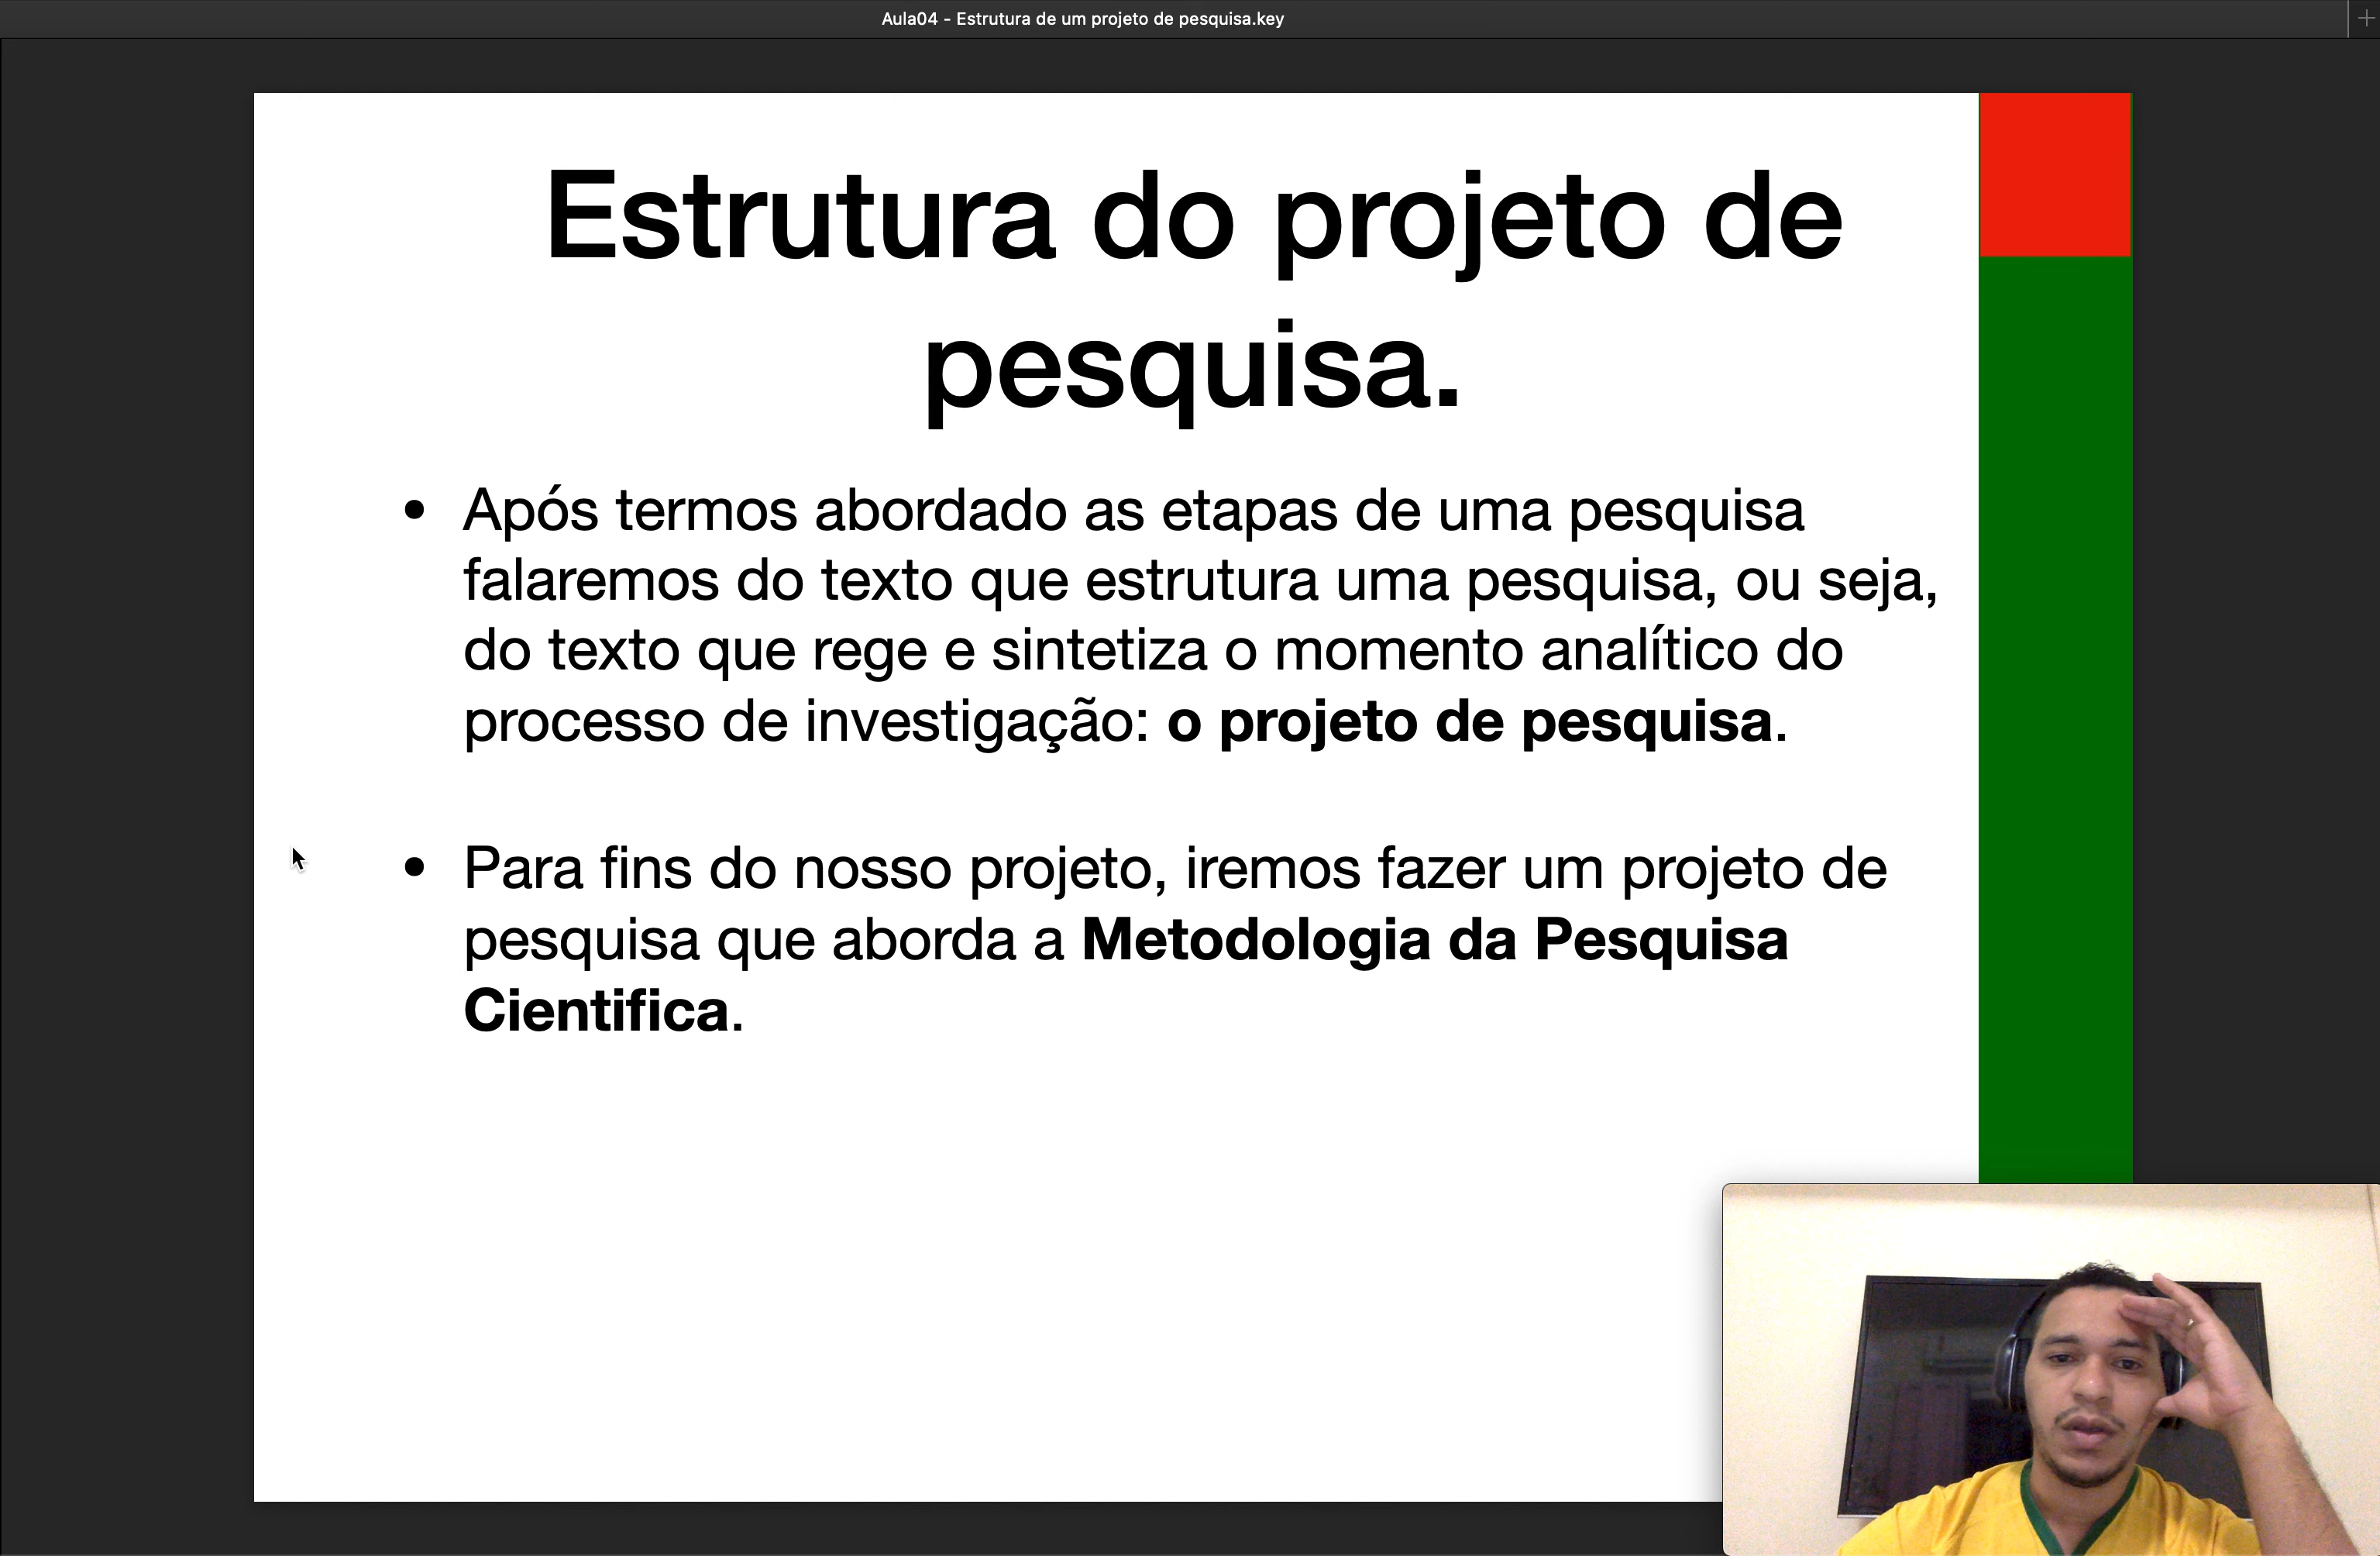 Aula04 - Estrutura de um projeto de pesquisa.key
Estrutura do projeto de
pesquisa.
• Após termos abordado as etapas de uma pesquisa
falaremos do texto que estrutura uma pesquisa, ou seja,
do texto que rege e sintetiza o momento analítico do
processo de investigação: o projeto de pesquisa.
• Para fins do nosso projeto, iremos fazer um projeto de
pesquisa que aborda a Metodologia da Pesquisa
Cientifica.